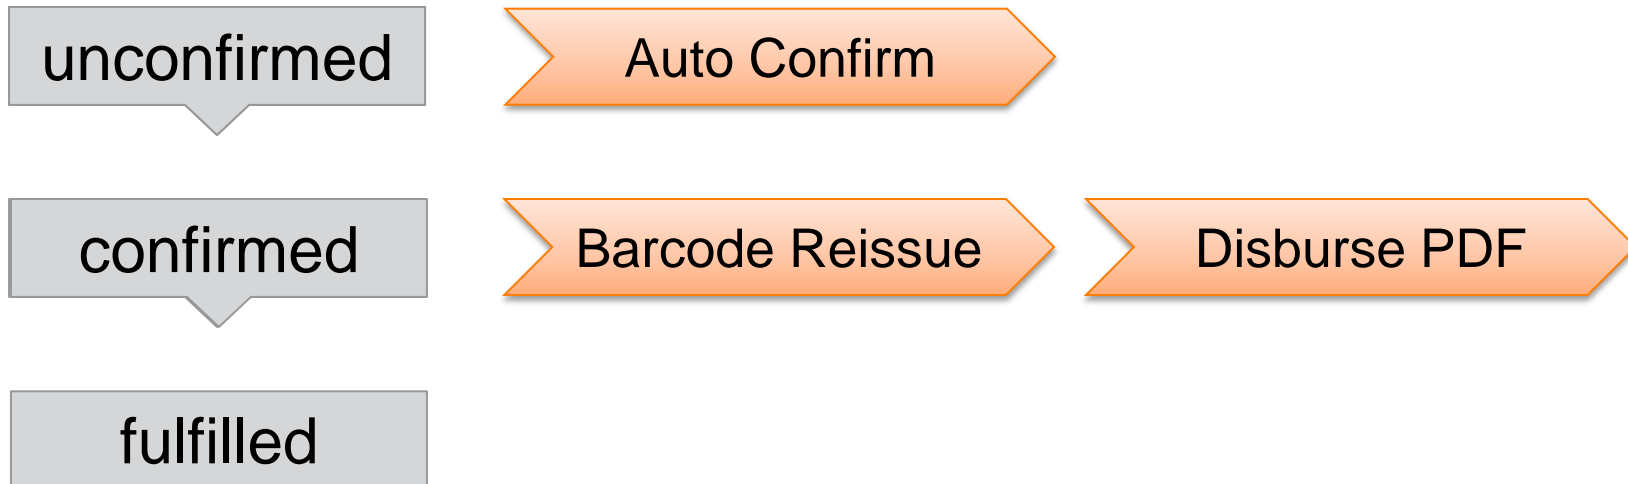 unconfirmed
Auto Confirm
confirmed
Barcode Reissue
Disburse PDF
fulfilled